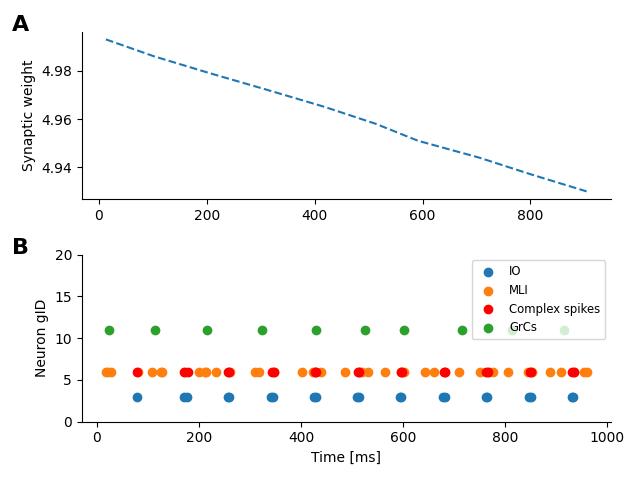 A
Synaptic weight
4.98
4.96
4.94
0 200 400 600 800
B
Neuron gID
20
15
10
5
0
IO
MLI
Complex spikes
GrCs
0 200 400 600 800 1000
Time [ms]